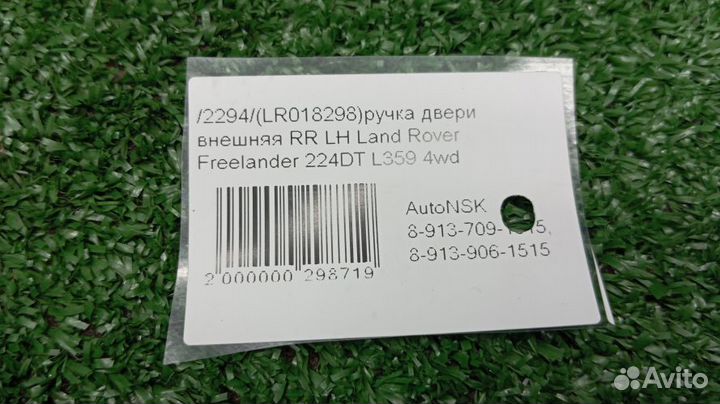 /2294/(LR018298)ручка двери
внешняя RR LH Land Rover
Freelander 224DT L359 4wd
2 000000 298719
AutoNSK
8-913-709-
8-913-906-1515
Avito